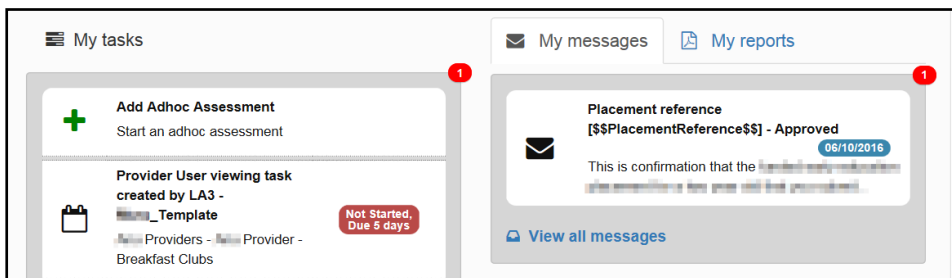 My tasks
1
Add Adhoc Assessment
Start an adhoc assessment
Provider User viewing task
created by LA3 -
_Template
Not Started,
Due 5 days
Providers - Provider -
Breakfast Clubs
My messages
My reports
1
Placement reference
[$$PlacementReference$$] - Approved
06/10/2016
This is confirmation that the
View all messages